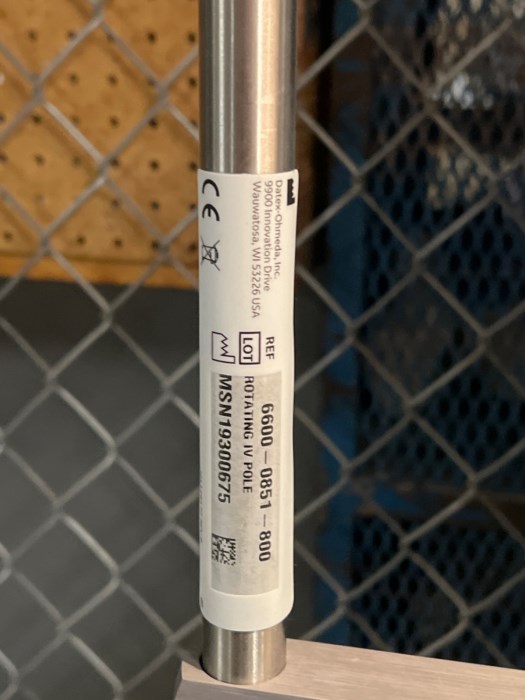 Datex-Ohmeda, Inc.
9900 Innovation Drive
Wauwatosa, WI 53226 USA
CE
REF
LOT
6600 – 0851 – 800
ROTATING IV POLE
MSN19300675